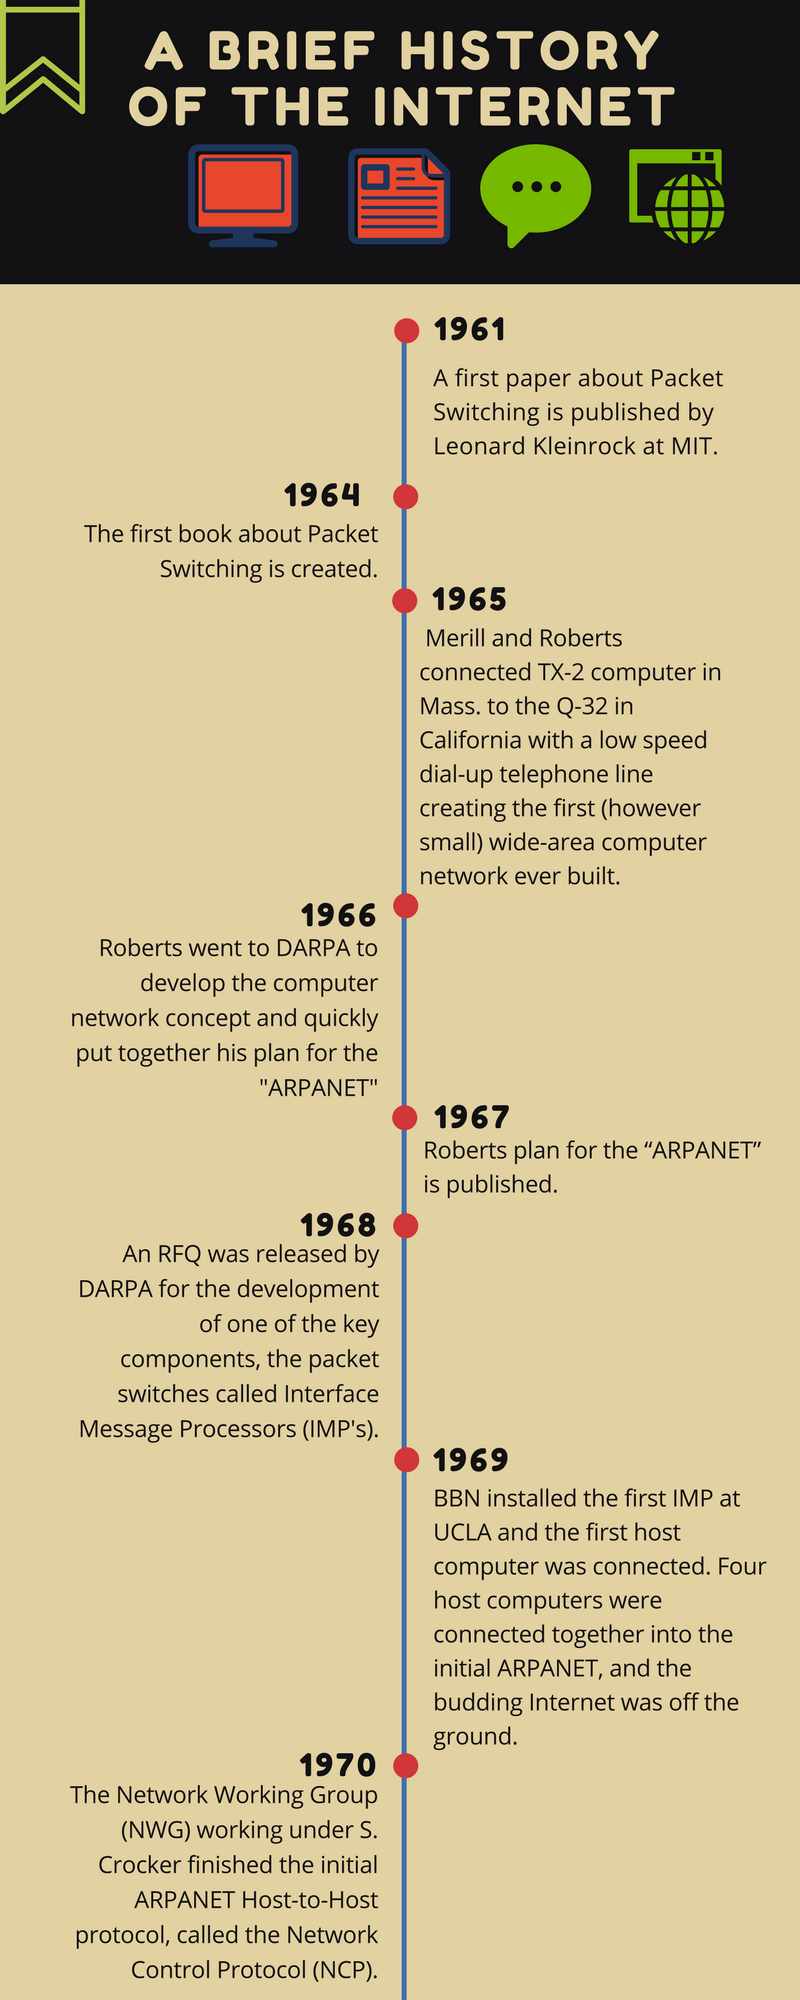 A BRIEF HISTORY
OF THE INTERNET
1961
A first paper about Packet
Switching is published by
Leonard Kleinrock at MIT.
1964
The first book about Packet
Switching is created.
1965
Merill and Roberts
connected TX-2 computer in
Mass. to the Q-32 in
California with a low speed
dial-up telephone line
creating the first (however
small) wide-area computer
network ever built.
1966
Roberts went to DARPA to
develop the computer
network concept and quickly
put together his plan for the
"ARPANET"
1967
Roberts plan for the “ARPANET”
is published.
1968
An RFQ was released by
DARPA for the development
of one of the key
components, the packet
switches called Interface
Message Processors (IMP's).
1969
BBN installed the first IMP at
UCLA and the first host
computer was connected. Four
host computers were
connected together into the
initial ARPANET, and the
budding Internet was off the
ground.
1970
The Network Working Group
(NWG) working under S.
Crocker finished the initial
ARPANET Host-to-Host
protocol, called the Network
Control Protocol (NCP).